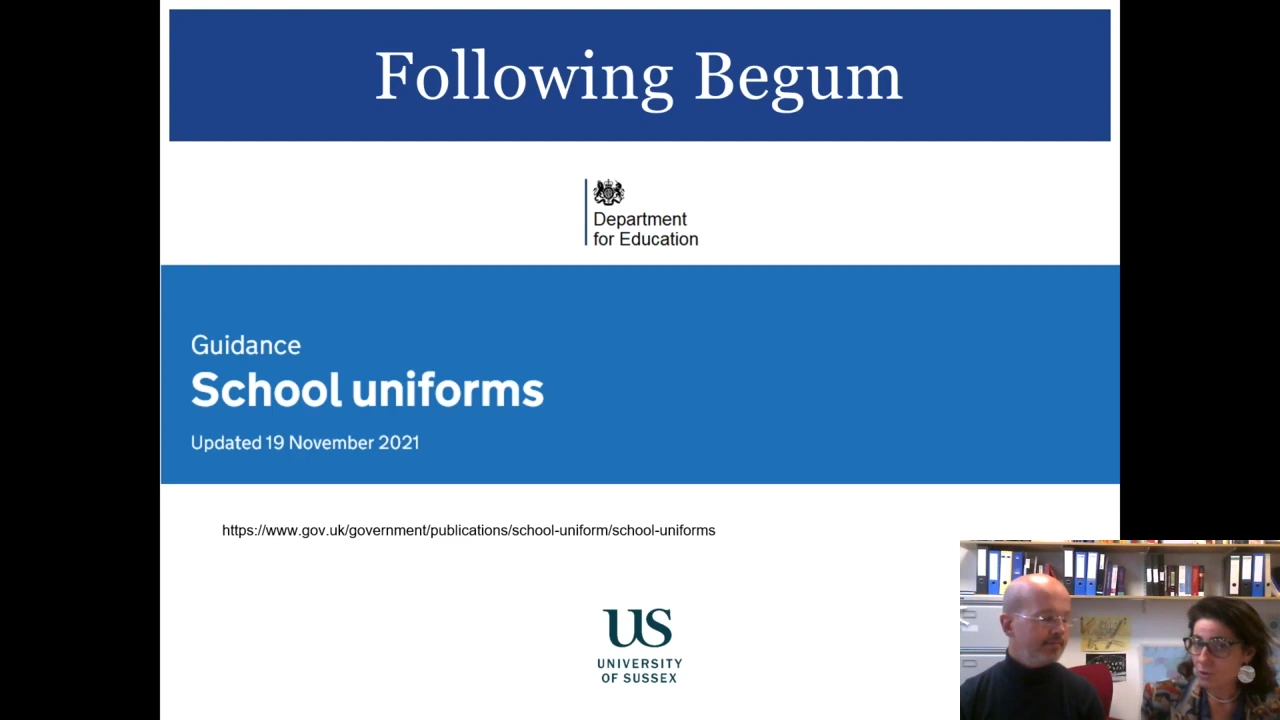 Following Begum
Department
for Education
Guidance
School uniforms
Updated 19 November 2021
https://www.gov.uk/government/publications/school-uniform/school-uniforms
US
UNIVERSITY
OF SUSSEX